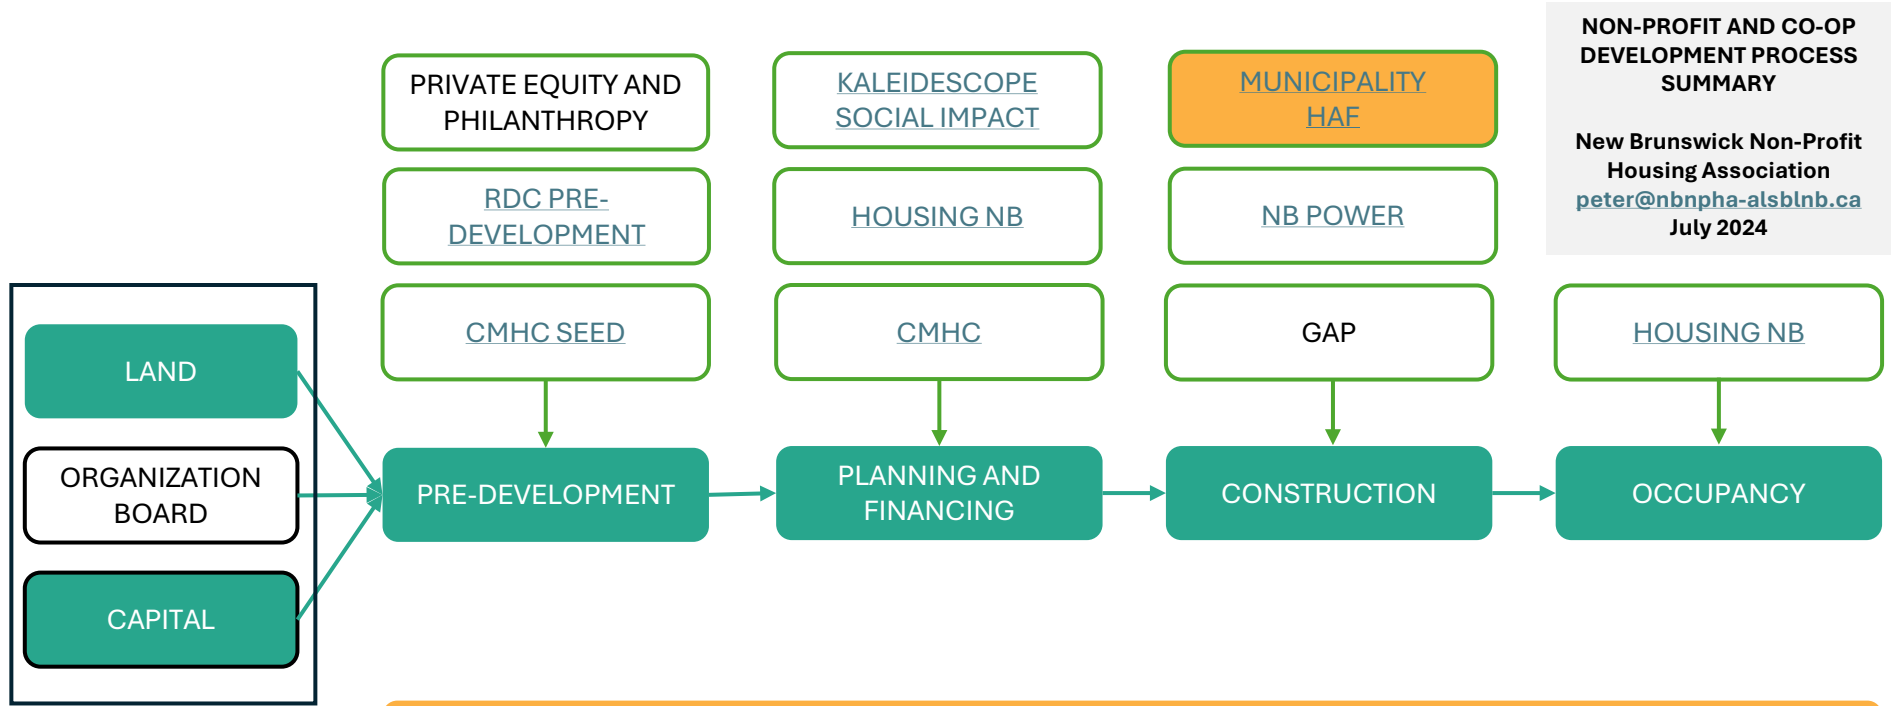 NON-PROFIT AND CO-OP
DEVELOPMENT PROCESS
SUMMARY
New Brunswick Non-Profit
Housing Association
peter@nbnpha-alsblnb.ca
July 2024
PRIVATE EQUITY AND
PHILANTHROPY
KALEIDESCOPE
SOCIAL IMPACT
MUNICIPALITY
HAF
RDC PRE-
DEVELOPMENT
HOUSING NB
NB POWER
CMHC SEED
CMHC
GAP
HOUSING NB
LAND
ORGANIZATION
BOARD
CAPITAL
PRE-DEVELOPMENT
PLANNING AND
FINANCING
CONSTRUCTION
OCCUPANCY